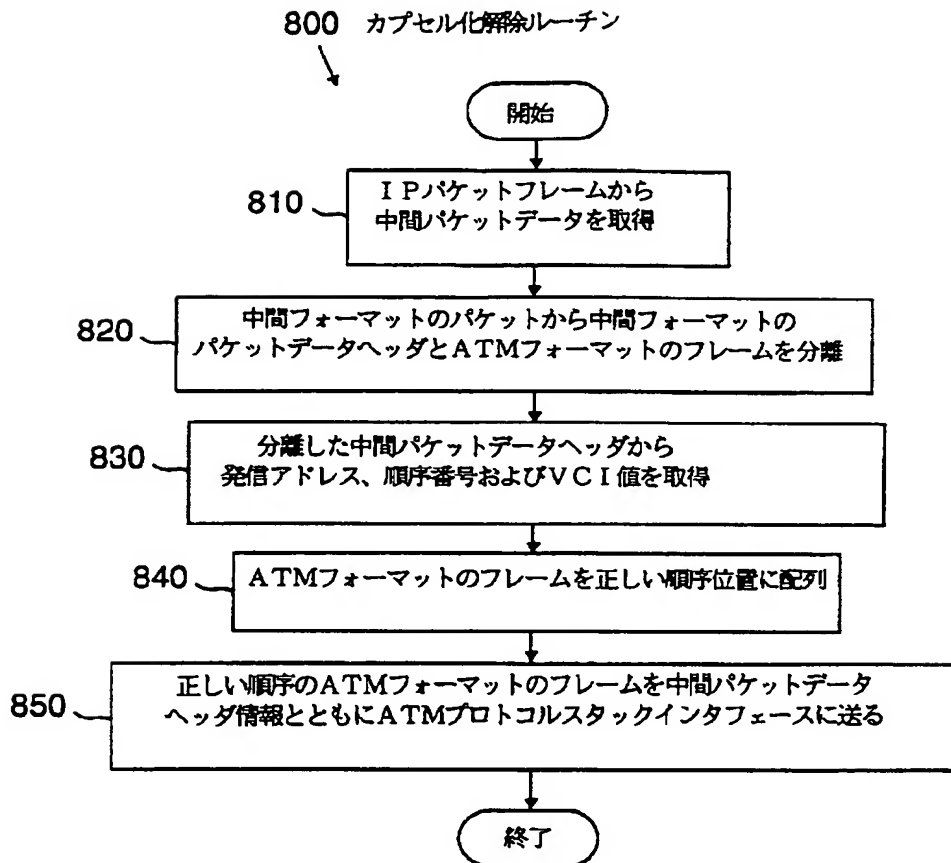 800 カプセル化解除ルーチン
開始
810
ＩＰパケットフレームから
中間パケットデータを取得
820
中間フォーマットのパケットから中間フォーマットの
パケットデータヘッダとＡＴＭフォーマットのフレームを分離
830
分離した中間パケットデータヘッダから
発信アドレス、順序番号およびＶＣＩ値を取得
840
ＡＴＭフォーマットのフレームを正しい順序位置に配列
850
正しい順序のＡＴＭフォーマットのフレームを中間パケットデータ
ヘッダ情報とともにＡＴＭプロトコルスタックインタフェースに送る
終了